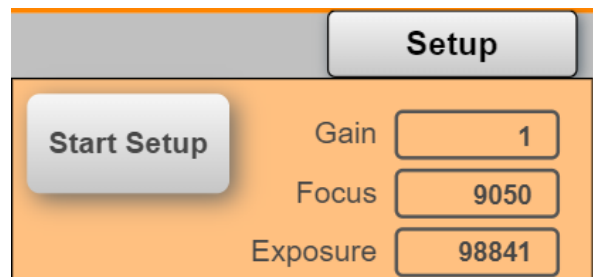 Setup
Start Setup
Gain 1
Focus 9050
Exposure 98841